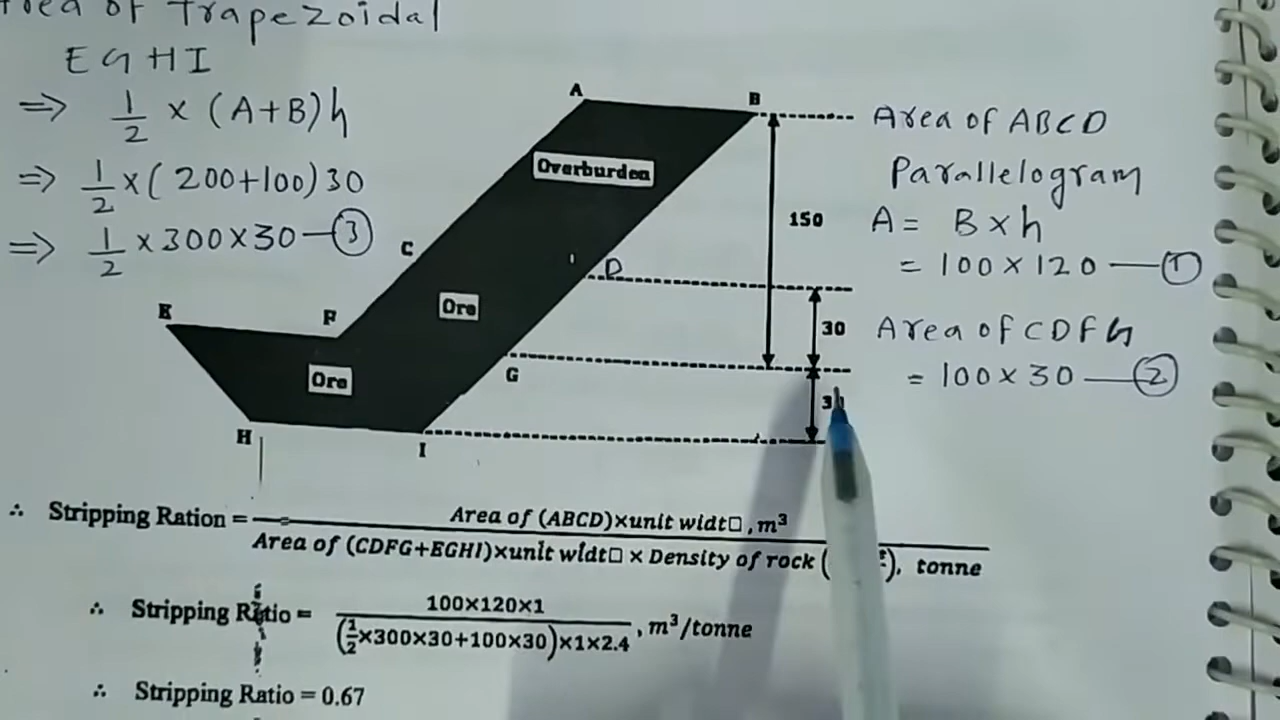 Area of Trapezoidal
EGHI
⇒ 1/2 × (A+B)h
⇒ 1/2 × (200+100)30
⇒ 1/2 × 300 × 30 — ③
A
B
Overburden
C
D
150
Ore
30
E
F
Ore
G
30
H
I
Area of ABCD
Parallelogram
A = B × h
= 100 × 120 — ①
Area of CDFG
= 100 × 30 — ②
∴ Stripping Ration = Area of (ABCD)×unit widt□, m³
Area of (CDFG+EGHI)×unit widt□ × Density of rock ( ), tonne
∴ Stripping Ratio = 100×120×1
(1/2×300×30+100×30)×1×2.4 , m³/tonne
∴ Stripping Ratio = 0.67